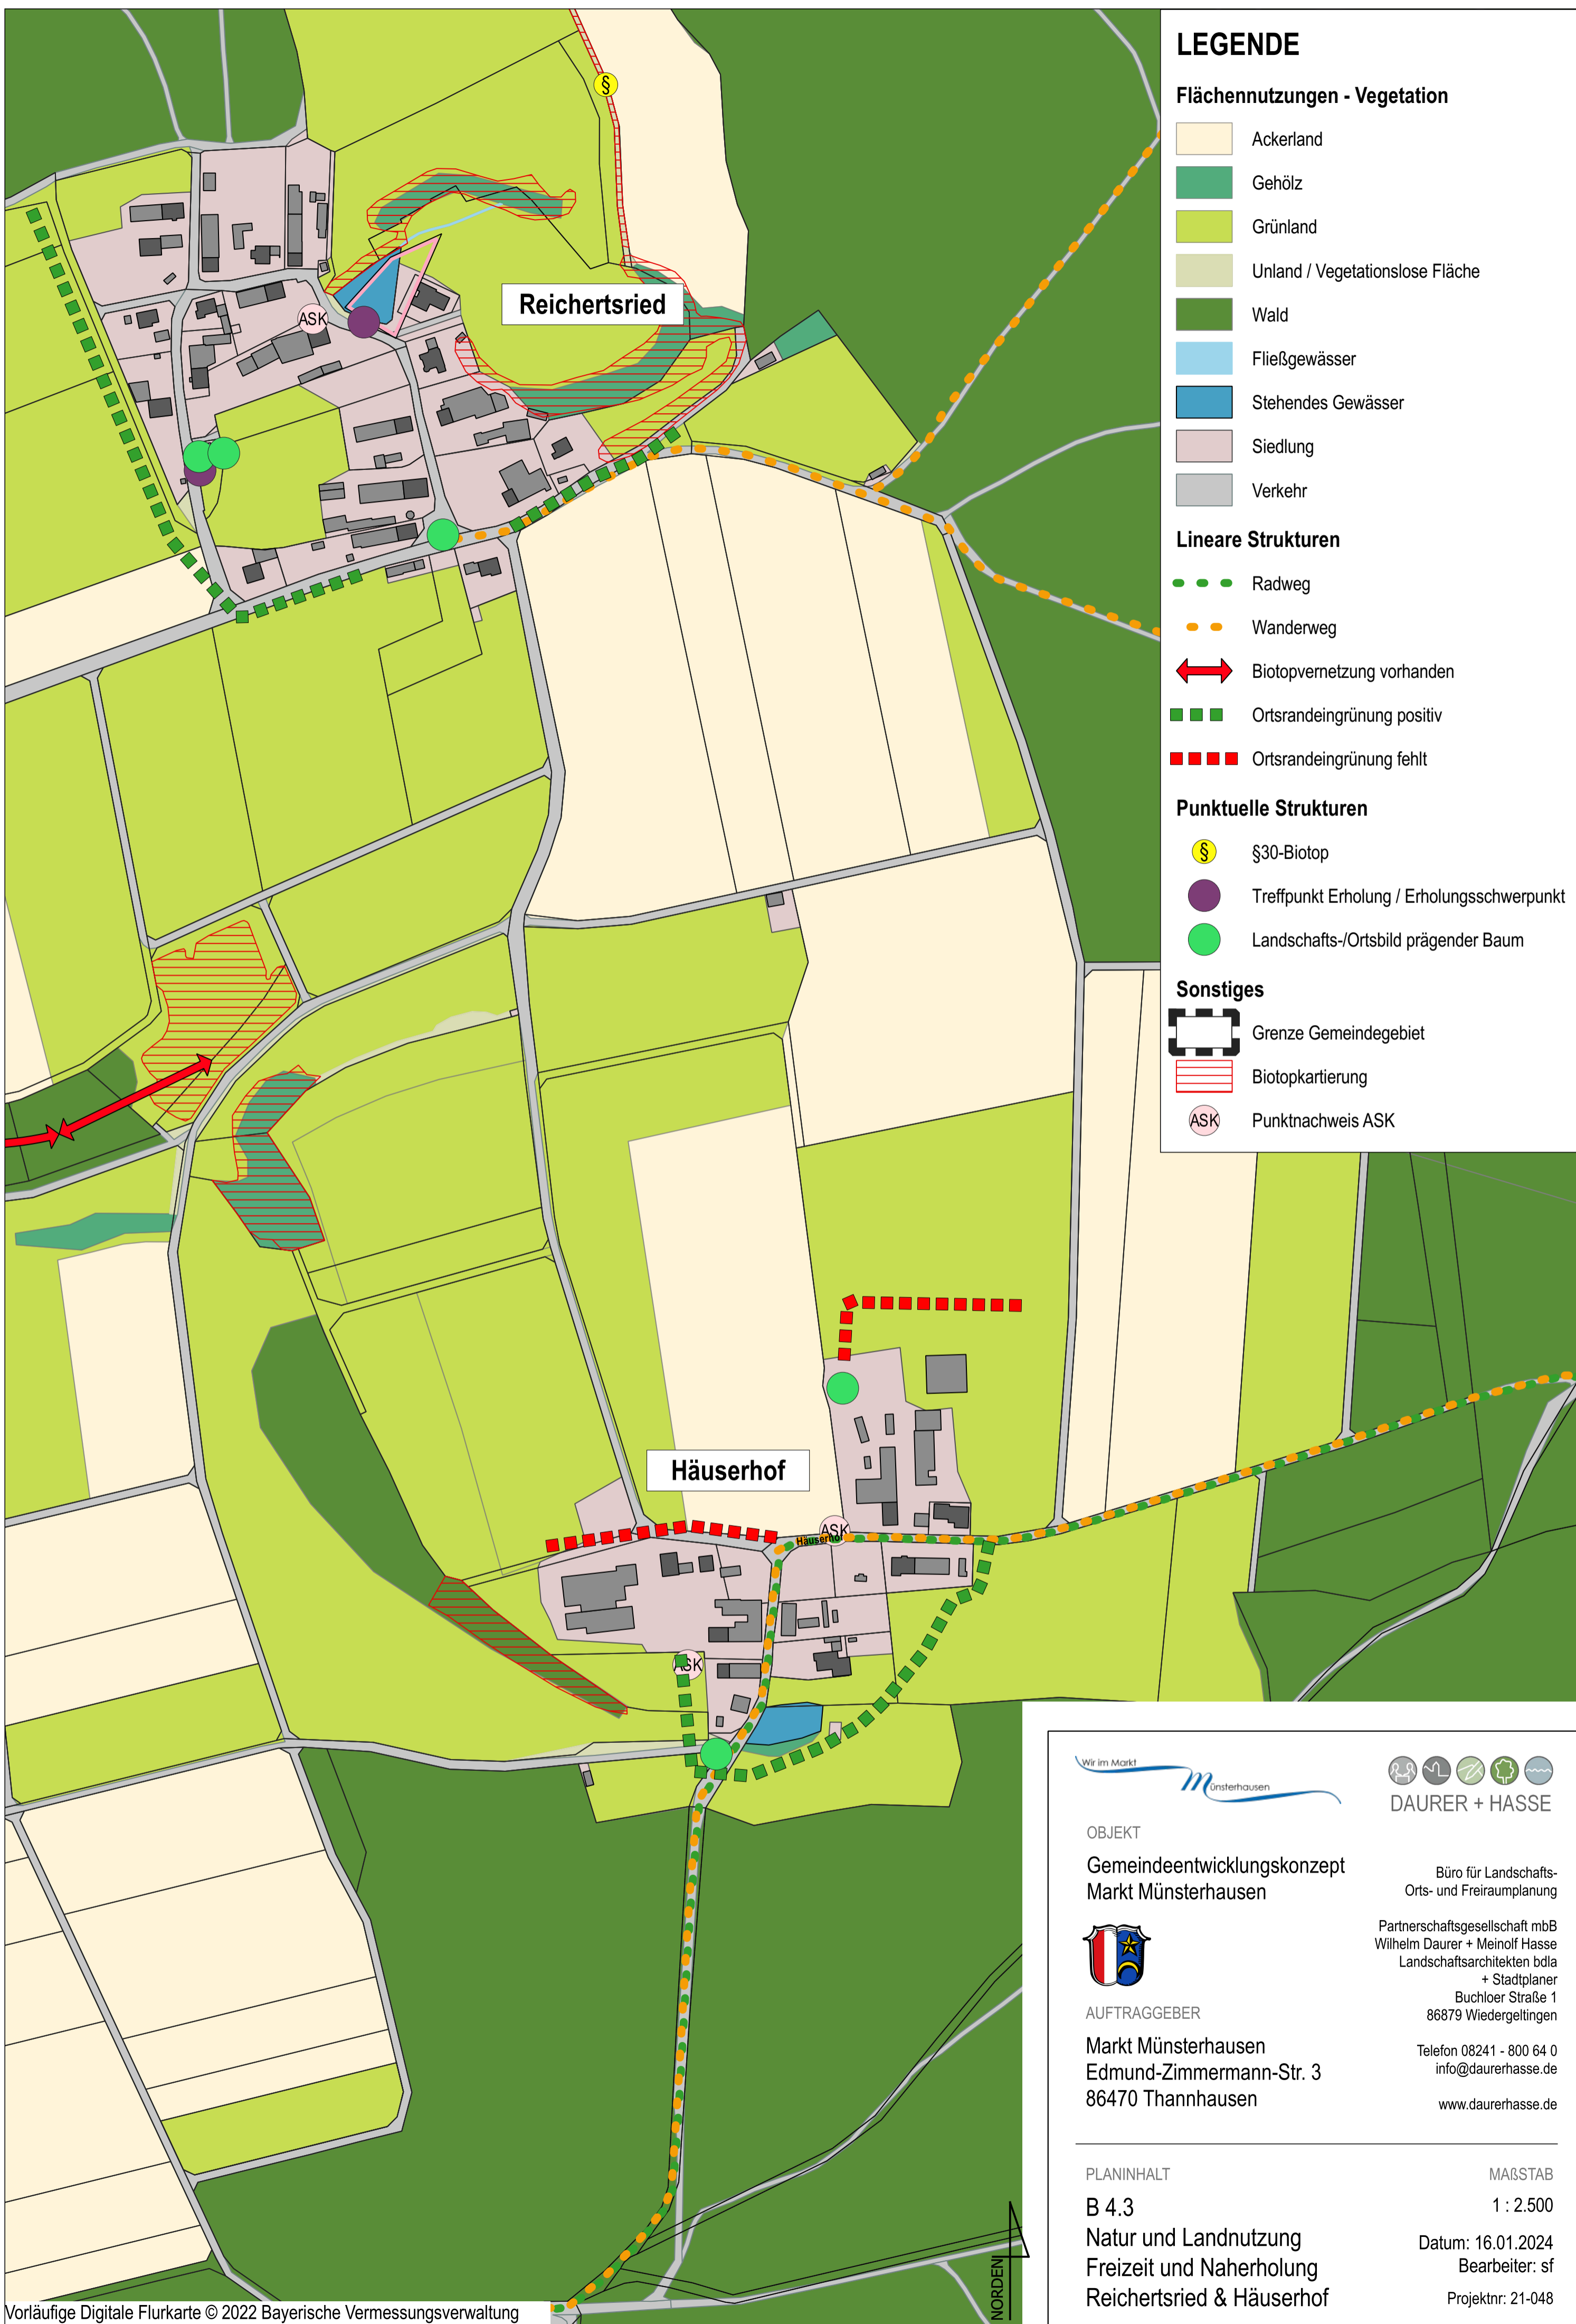 LEGENDE
Flächennutzungen - Vegetation
Ackerland
Gehölz
Grünland
Unland / Vegetationslose Fläche
Wald
Fließgewässer
Stehendes Gewässer
Siedlung
Verkehr
Lineare Strukturen
Radweg
Wanderweg
Biotopvernetzung vorhanden
Ortsrandeingrünung positiv
Ortsrandeingrünung fehlt
Punktuelle Strukturen
§ §30-Biotop
Treffpunkt Erholung / Erholungsschwerpunkt
Landschafts-/Ortsbild prägender Baum
Sonstiges
Grenze Gemeindegebiet
Biotopkartierung
ASK Punktnachweis ASK
§
Reichertsried
ASK
Häuserhof
ASK
Häuserhof
ASK
Wir im Markt
Münsterhausen
DAURER + HASSE
OBJEKT
Gemeindeentwicklungskonzept
Markt Münsterhausen
Büro für Landschafts-
Orts- und Freiraumplanung
Partnerschaftsgesellschaft mbB
Wilhelm Daurer + Meinolf Hasse
Landschaftsarchitekten bdla
+ Stadtplaner
Buchloer Straße 1
86879 Wiedergeltingen
Telefon 08241 - 800 64 0
info@daurerhasse.de
www.daurerhasse.de
AUFTRAGGEBER
Markt Münsterhausen
Edmund-Zimmermann-Str. 3
86470 Thannhausen
PLANINHALT
B 4.3
Natur und Landnutzung
Freizeit und Naherholung
Reichertsried & Häuserhof
MAßSTAB
1 : 2.500
Datum: 16.01.2024
Bearbeiter: sf
Projektnr: 21-048
NORDEN
Vorläufige Digitale Flurkarte © 2022 Bayerische Vermessungsverwaltung